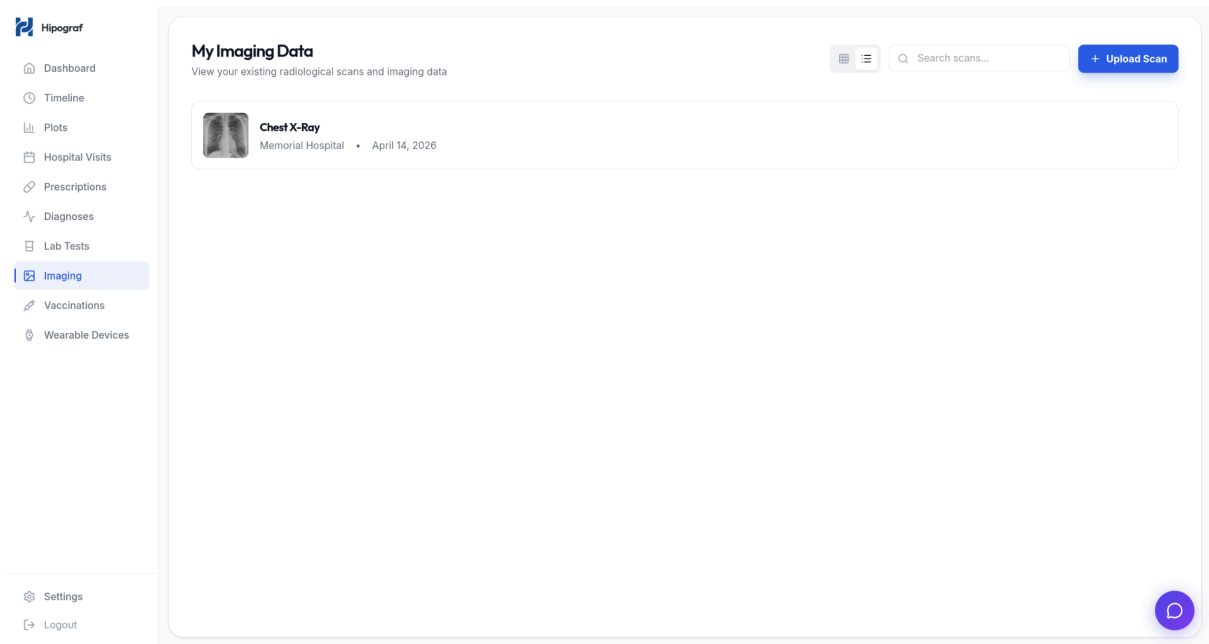 Hipograf
Dashboard
Timeline
Plots
Hospital Visits
Prescriptions
Diagnoses
Lab Tests
Imaging
Vaccinations
Wearable Devices
Settings
Logout
My Imaging Data
View your existing radiological scans and imaging data
Search scans...
+ Upload Scan
Chest X-Ray
Memorial Hospital • April 14, 2026